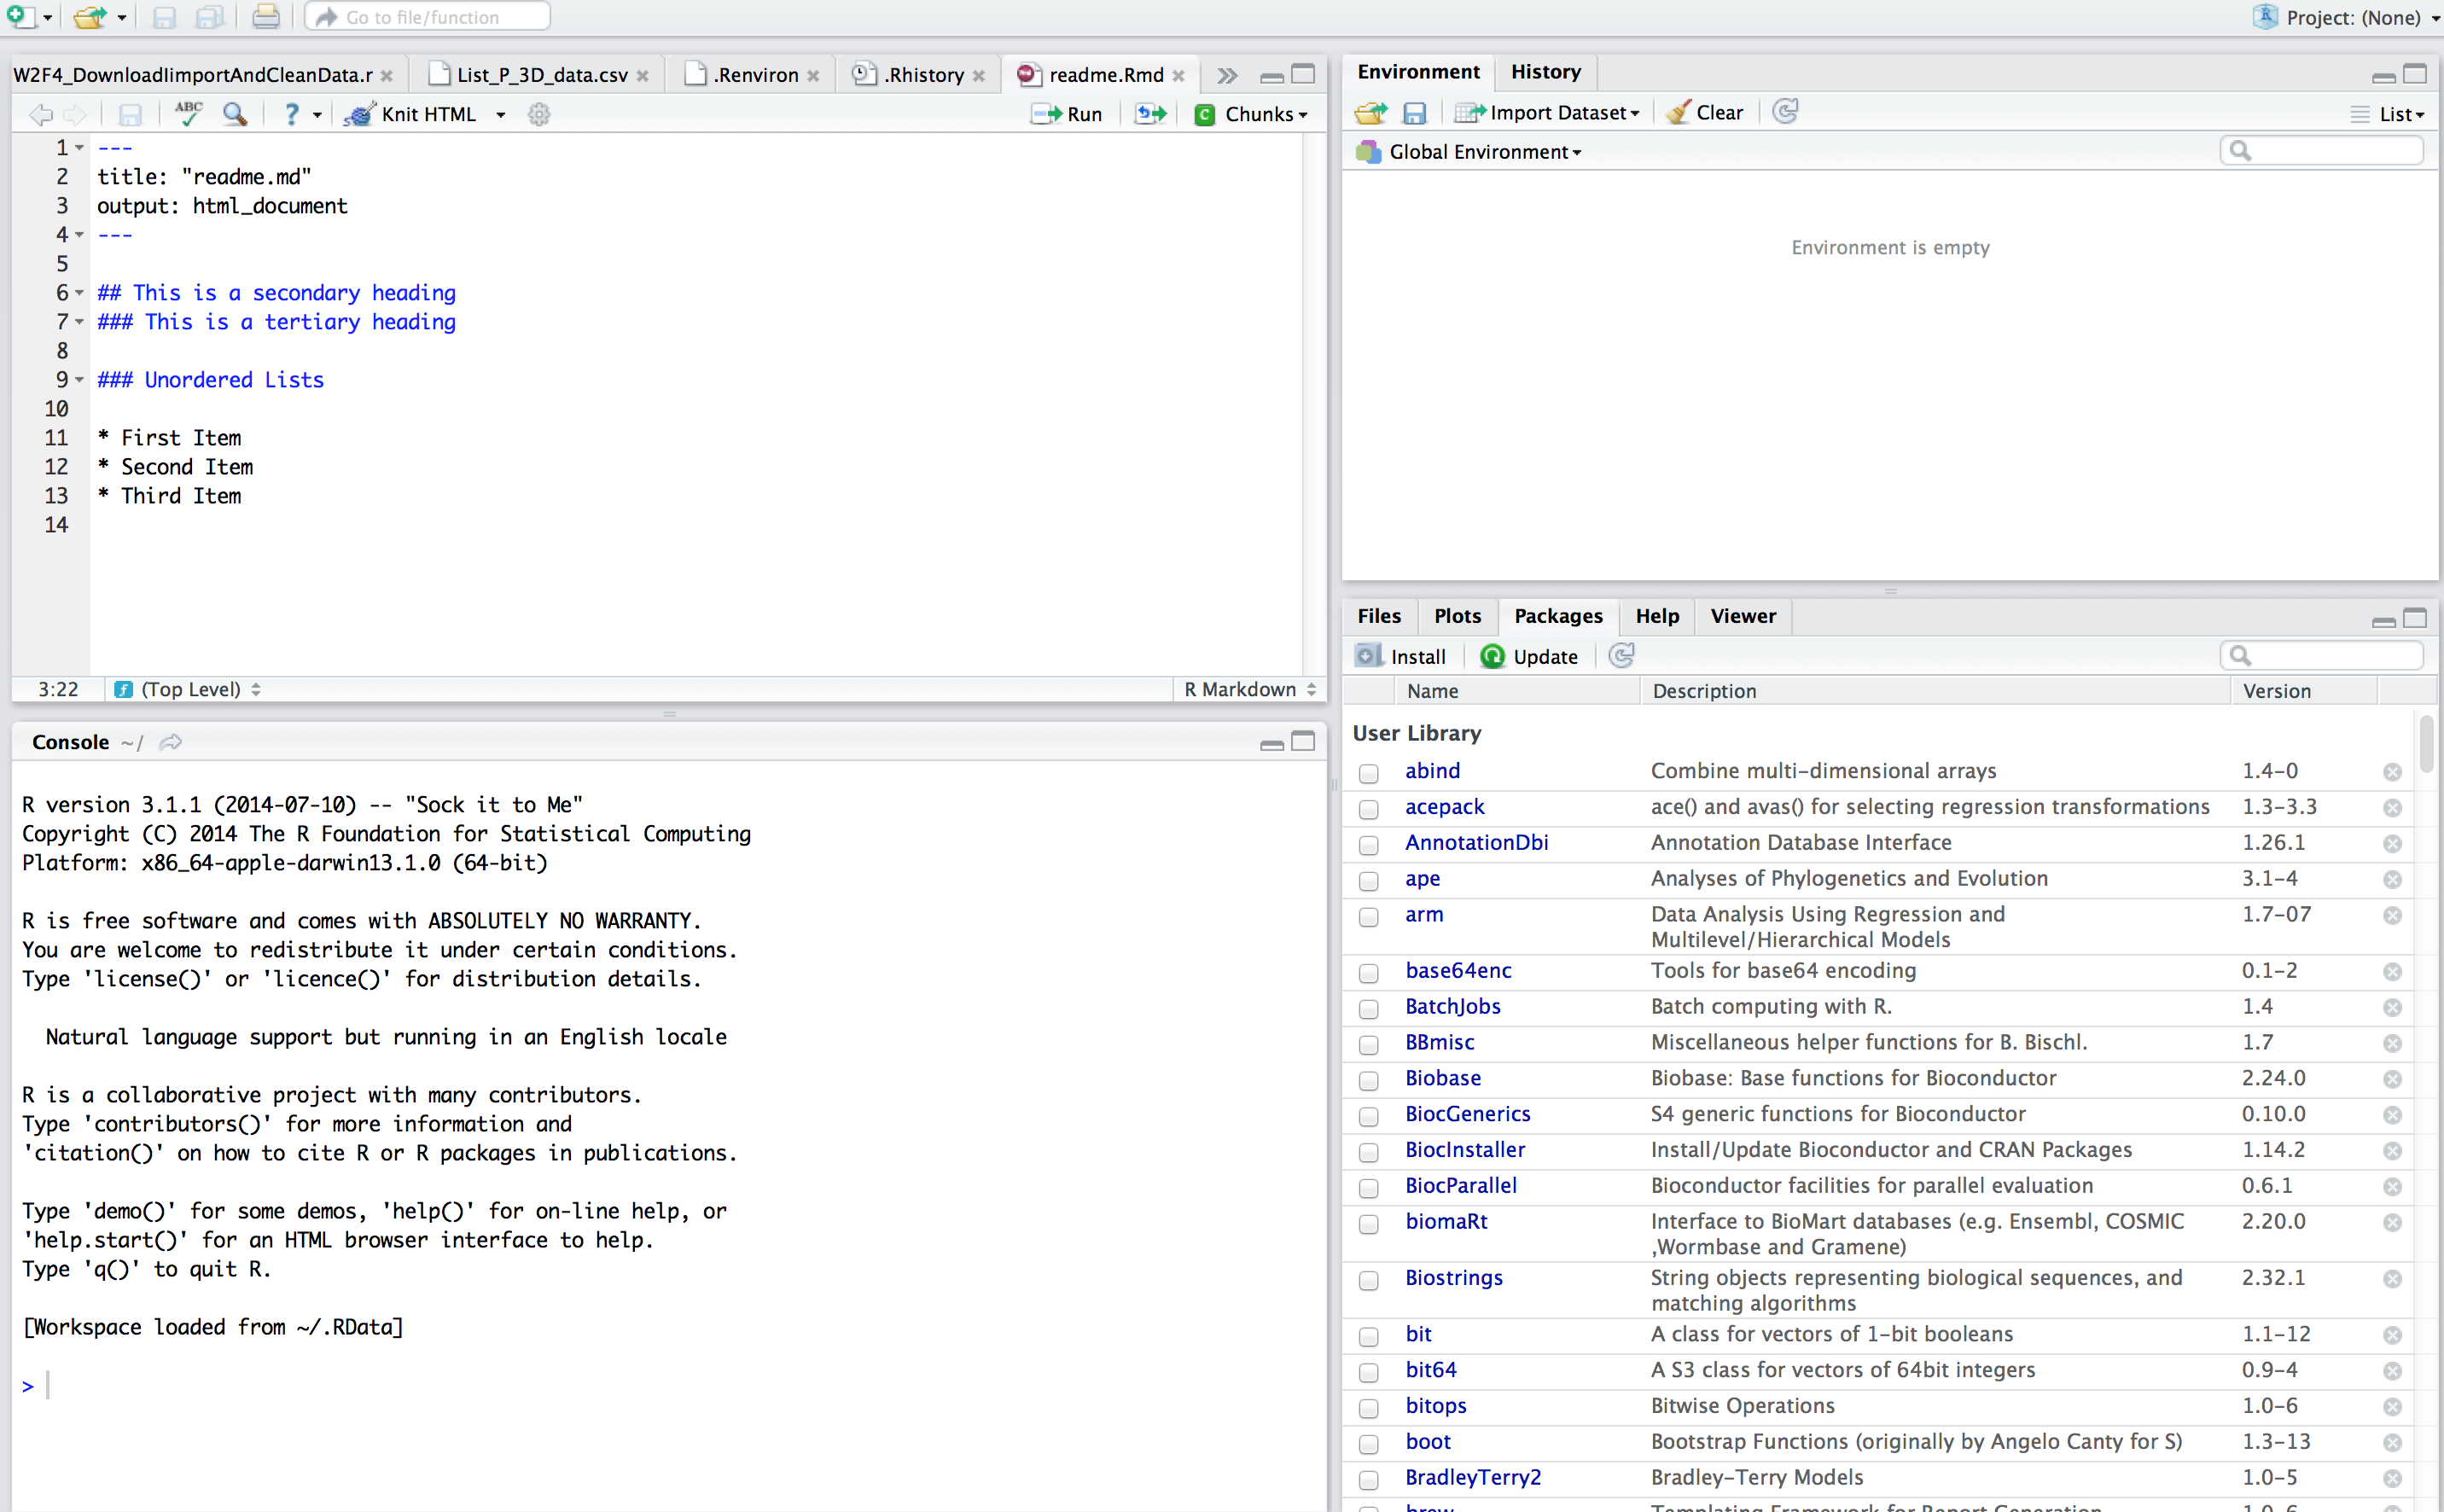 Go to file/function
Project: (None)
W2F4_DownloadIimportAndCleanData.r
List_P_3D_data.csv
.Renviron
.Rhistory
readme.Rmd
ABC
?
Knit HTML
Run
C Chunks
1 ---
2 title: "readme.md"
3 output: html_document
4 ---
5
6 ## This is a secondary heading
7 ### This is a tertiary heading
8
9 ### Unordered Lists
10
11 * First Item
12 * Second Item
13 * Third Item
14
3:22 (Top Level) R Markdown
Console ~/
R version 3.1.1 (2014-07-10) -- "Sock it to Me"
Copyright (C) 2014 The R Foundation for Statistical Computing
Platform: x86_64-apple-darwin13.1.0 (64-bit)
R is free software and comes with ABSOLUTELY NO WARRANTY.
You are welcome to redistribute it under certain conditions.
Type 'license()' or 'licence()' for distribution details.
Natural language support but running in an English locale
R is a collaborative project with many contributors.
Type 'contributors()' for more information and
'citation()' on how to cite R or R packages in publications.
Type 'demo()' for some demos, 'help()' for on-line help, or
'help.start()' for an HTML browser interface to help.
Type 'q()' to quit R.
[Workspace loaded from ~/.RData]
>
Environment History
Import Dataset Clear List
Global Environment
Environment is empty
Files Plots Packages Help Viewer
Install Update
Name Description Version
User Library
abind Combine multi-dimensional arrays 1.4-0
acepack ace() and avas() for selecting regression transformations 1.3-3.3
AnnotationDbi Annotation Database Interface 1.26.1
ape Analyses of Phylogenetics and Evolution 3.1-4
arm Data Analysis Using Regression and 1.7-07
Multilevel/Hierarchical Models
base64enc Tools for base64 encoding 0.1-2
BatchJobs Batch computing with R. 1.4
BBmisc Miscellaneous helper functions for B. Bischl. 1.7
Biobase Biobase: Base functions for Bioconductor 2.24.0
BiocGenerics S4 generic functions for Bioconductor 0.10.0
BiocInstaller Install/Update Bioconductor and CRAN Packages 1.14.2
BiocParallel Bioconductor facilities for parallel evaluation 0.6.1
biomaRt Interface to BioMart databases (e.g. Ensembl, COSMIC 2.20.0
,Wormbase and Gramene)
Biostrings String objects representing biological sequences, and 2.32.1
matching algorithms
bit A class for vectors of 1-bit booleans 1.1-12
bit64 A S3 class for vectors of 64bit integers 0.9-4
bitops Bitwise Operations 1.0-6
boot Bootstrap Functions (originally by Angelo Canty for S) 1.3-13
BradleyTerry2 Bradley-Terry Models 1.0-5
brew Templating Framework for Report Generation 1.0-6